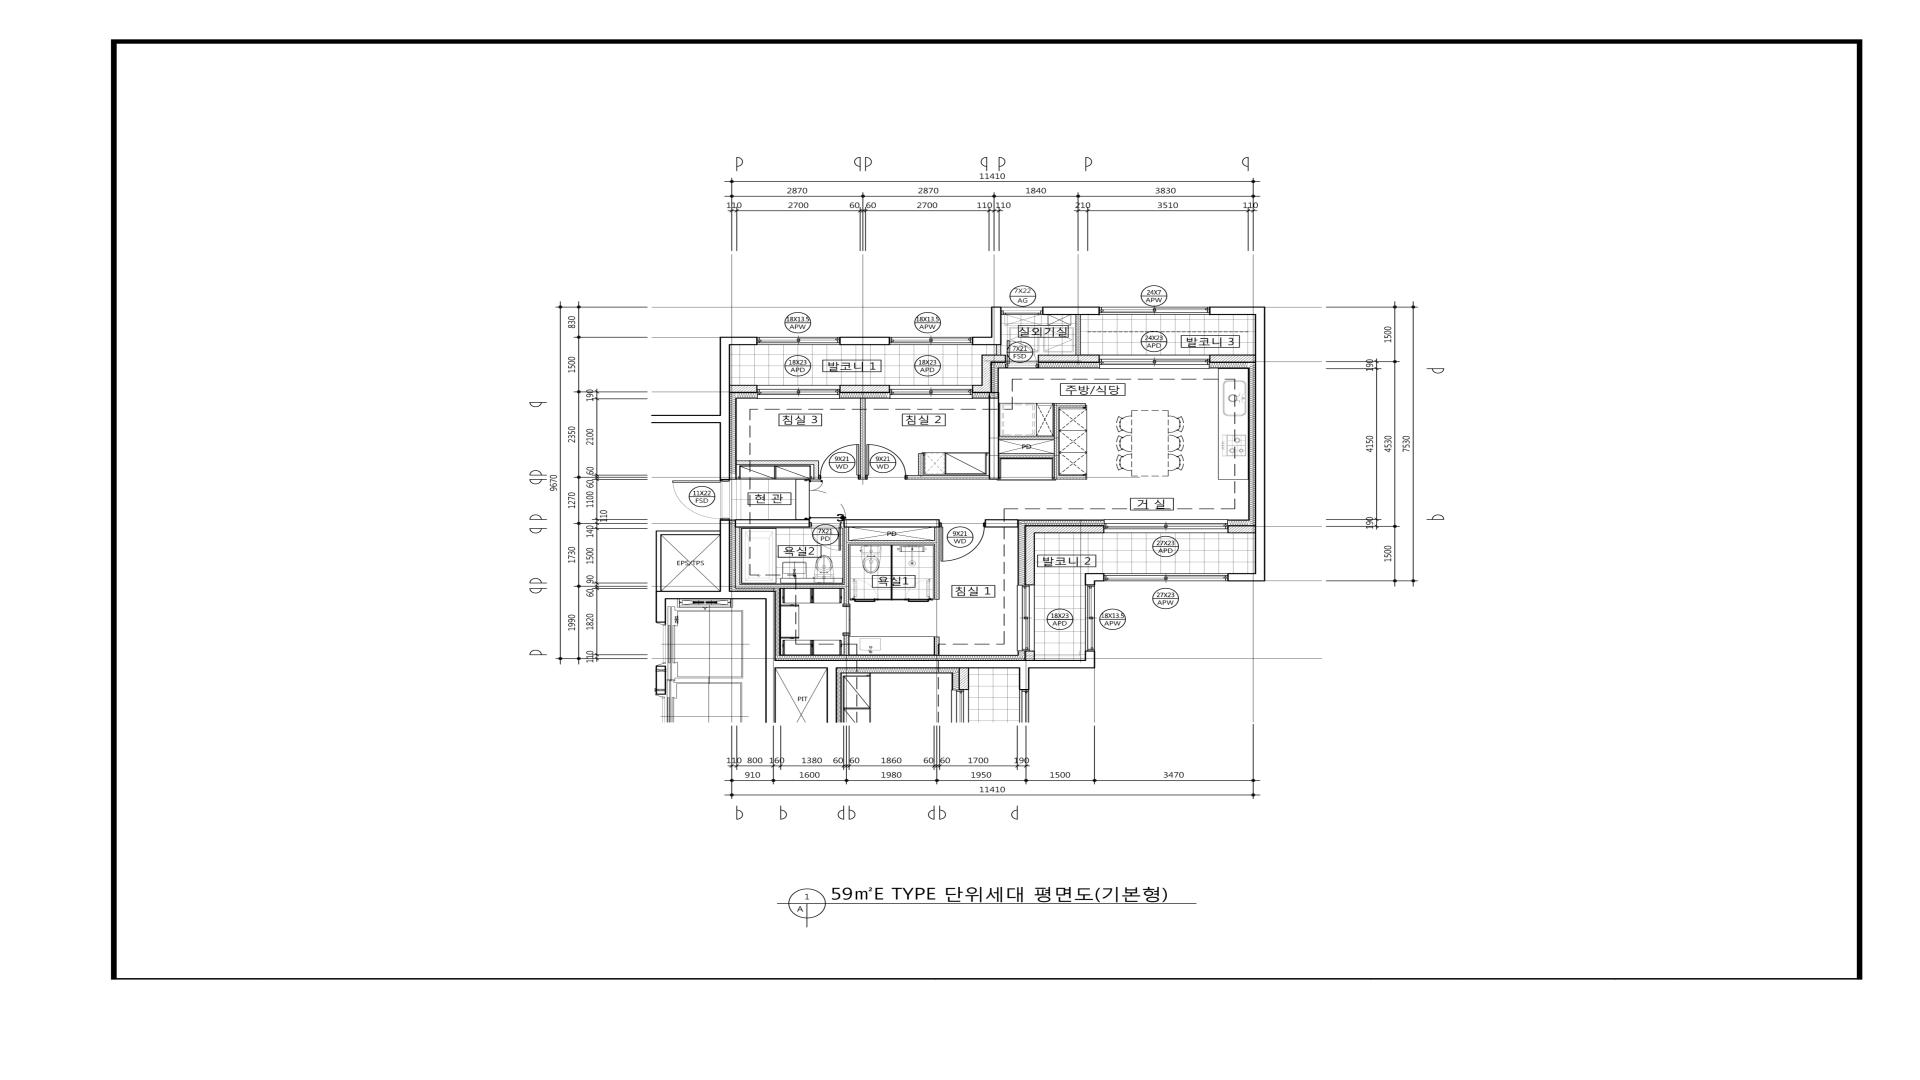 11410
2870 2870 1840 3830
110 2700 60 60 2700 110 110 210 3510 110
7X22
AG
24X7
APW
18X13.5
APW
18X13.5
APW
실외기실
24X23
APD
발코니 3
7X21
FSD
18X23
APD
발코니 1
18X23
APD
주방/식당
침실 3
침실 2
PD
9X21
WD
9X21
WD
11X22
FSD
현 관
거 실
7X21
PD
PD
9X21
WD
욕실2
27X23
APD
발코니 2
EPS/TPS
욕실1
침실 1
27X23
APW
18X23
APD
18X13.5
APW
PIT
830
1500
2350
1270
1730
1990
9670
190
2100
60
60
1100
110
140
1500
90
60
1820
110
1500
4530
1500
7530
190
4150
190
110 800 160 1380 60 60 1860 60 60 1700 190
910 1600 1980 1950 1500 3470
11410
1
A
59㎡E TYPE 단위세대 평면도(기본형)